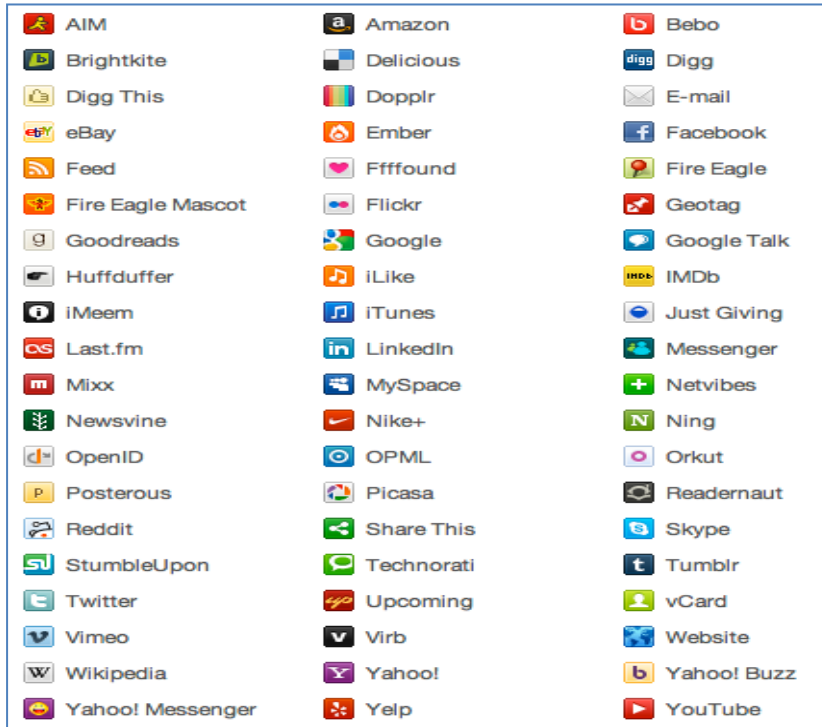 AIM Amazon Bebo
Brightkite Delicious Digg
Digg This Dopplr E-mail
eBay Ember Facebook
Feed Ffffound Fire Eagle
Fire Eagle Mascot Flickr Geotag
Goodreads Google Google Talk
Huffduffer iLike IMDb
iMeem iTunes Just Giving
Last.fm LinkedIn Messenger
Mixx MySpace Netvibes
Newsvine Nike+ Ning
OpenID OPML Orkut
Posterous Picasa Readernaut
Reddit Share This Skype
StumbleUpon Technorati Tumblr
Twitter Upcoming vCard
Vimeo Virb Website
Wikipedia Yahoo! Yahoo! Buzz
Yahoo! Messenger Yelp YouTube